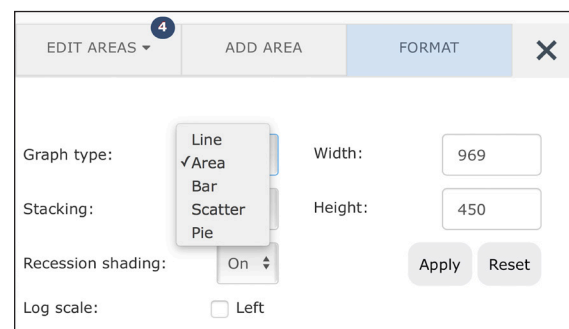 4
EDIT AREAS ADD AREA FORMAT
Line
Graph type: ✓Area Width: 969
Bar
Stacking: Scatter Height: 450
Pie
Recession shading: On Apply Reset
Log scale: Left